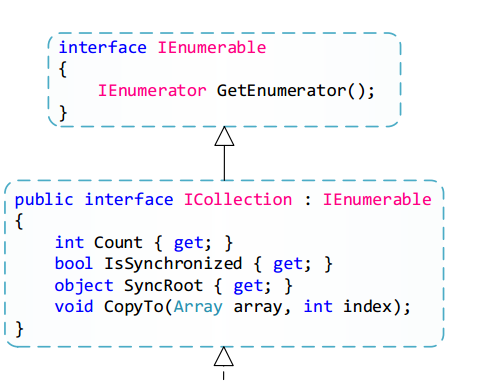 interface IEnumerable
{
    IEnumerator GetEnumerator();
}
public interface ICollection : IEnumerable
{
    int Count { get; }
    bool IsSynchronized { get; }
    object SyncRoot { get; }
    void CopyTo(Array array, int index);
}